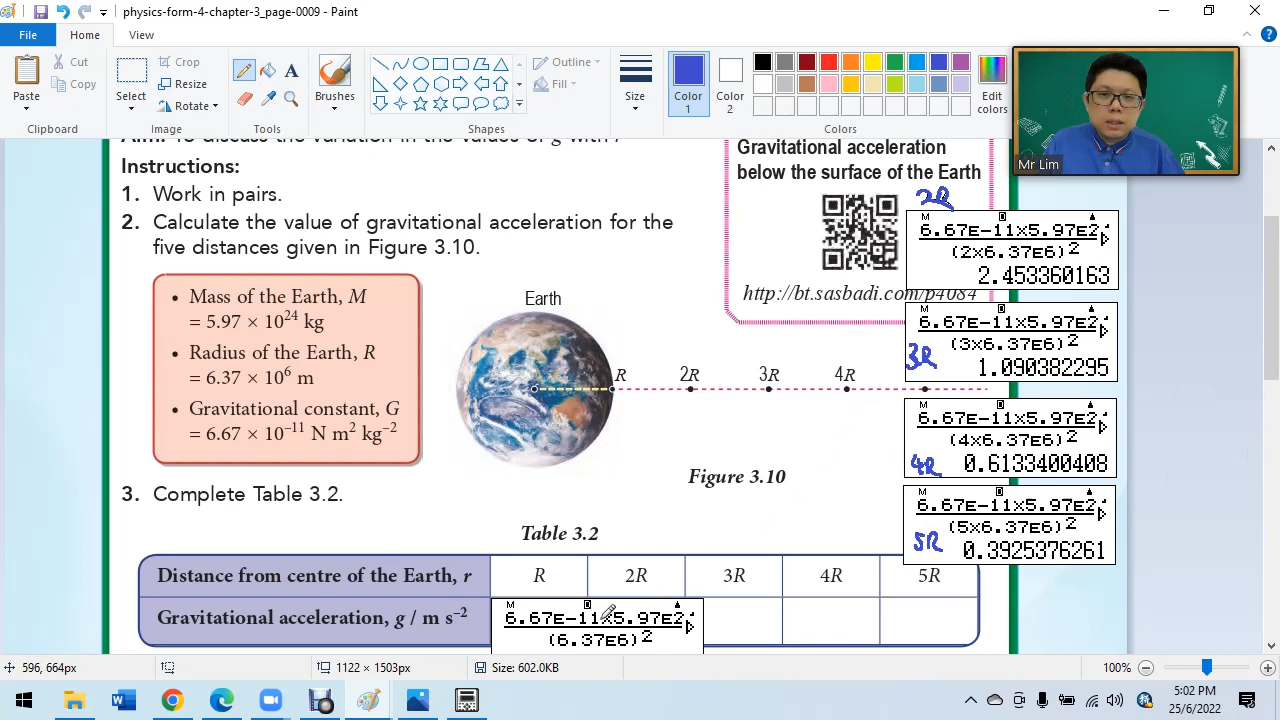 physics-form-4-chapter-3_page-0009 - Paint
File Home View
Paste Cut Copy Select Crop Resize Rotate Brushes Outline Fill Size Color 1 Color 2 Edit colors
Clipboard Image Tools Shapes Colors
Mr Lim
Instructions:
1. Work in pairs.
2. Calculate the value of gravitational acceleration for the
five distances given in Figure 3.10.
• Mass of the Earth, M
= 5.97 × 10²⁴ kg
• Radius of the Earth, R
= 6.37 × 10⁶ m
• Gravitational constant, G
= 6.67 × 10⁻¹¹ N m² kg⁻²
Gravitational acceleration
below the surface of the Earth
http://bt.sasbadi.com/p4084
Earth
R 2R 3R 4R
Figure 3.10
2R
6.67E-11×5.97E2
(2×6.37E6)²
2.453360163
3R
6.67E-11×5.97E2
(3×6.37E6)²
1.090382295
4R
6.67E-11×5.97E2
(4×6.37E6)²
0.6133400408
5R
6.67E-11×5.97E2
(5×6.37E6)²
0.3925376261
3. Complete Table 3.2.
Table 3.2
Distance from centre of the Earth, r R 2R 3R 4R 5R
Gravitational acceleration, g / m s⁻²
6.67E-11×5.97E2
(6.37E6)²
596, 664px 1122 × 1503px Size: 602.0KB 100%
5:02 PM
25/6/2022